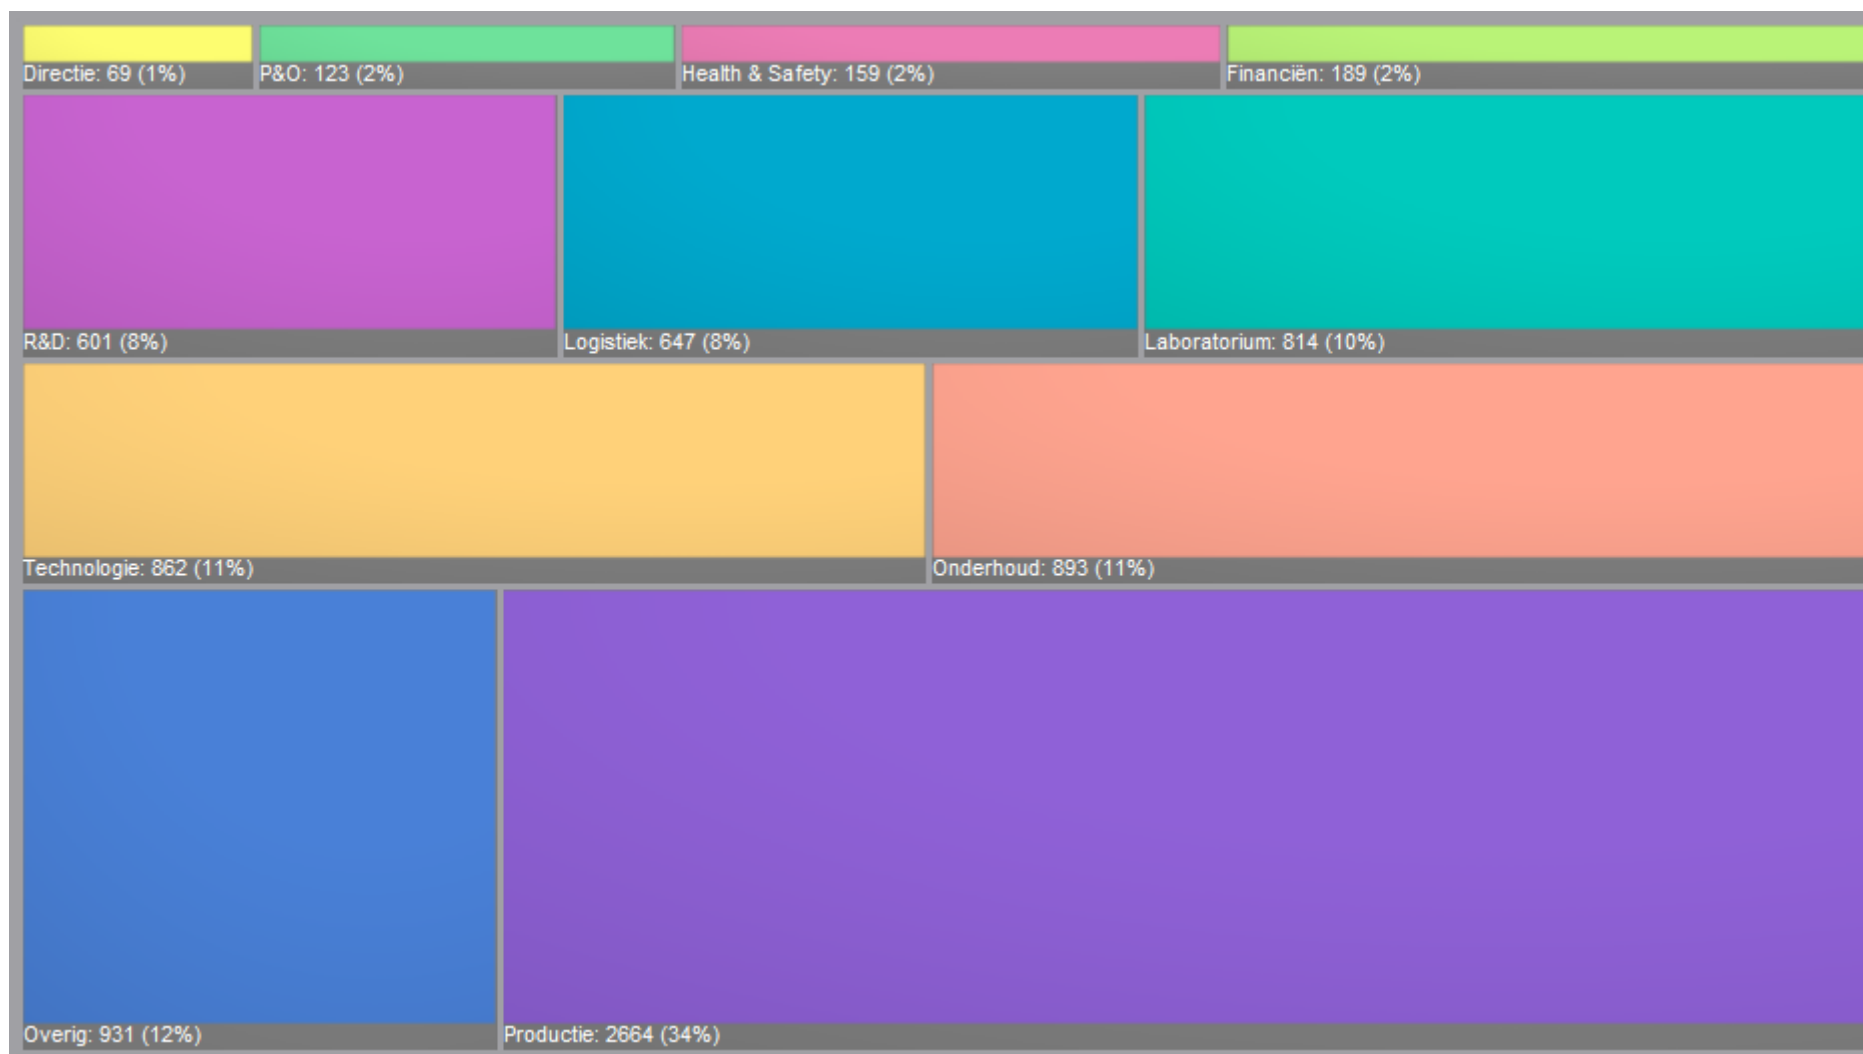 Directie: 69 (1%)
P&O: 123 (2%)
Health & Safety: 159 (2%)
Financiën: 189 (2%)
R&D: 601 (8%)
Logistiek: 647 (8%)
Laboratorium: 814 (10%)
Technologie: 862 (11%)
Onderhoud: 893 (11%)
Overig: 931 (12%)
Productie: 2664 (34%)